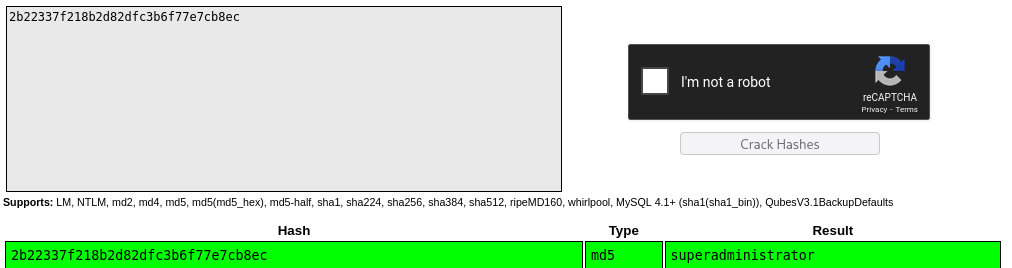 2b22337f218b2d82dfc3b6f77e7cb8ec
I'm not a robot
reCAPTCHA
Privacy - Terms
Crack Hashes
Supports: LM, NTLM, md2, md4, md5, md5(md5_hex), md5-half, sha1, sha224, sha256, sha384, sha512, ripeMD160, whirlpool, MySQL 4.1+ (sha1(sha1_bin)), QubesV3.1BackupDefaults
Hash Type Result
2b22337f218b2d82dfc3b6f77e7cb8ec md5 superadministrator